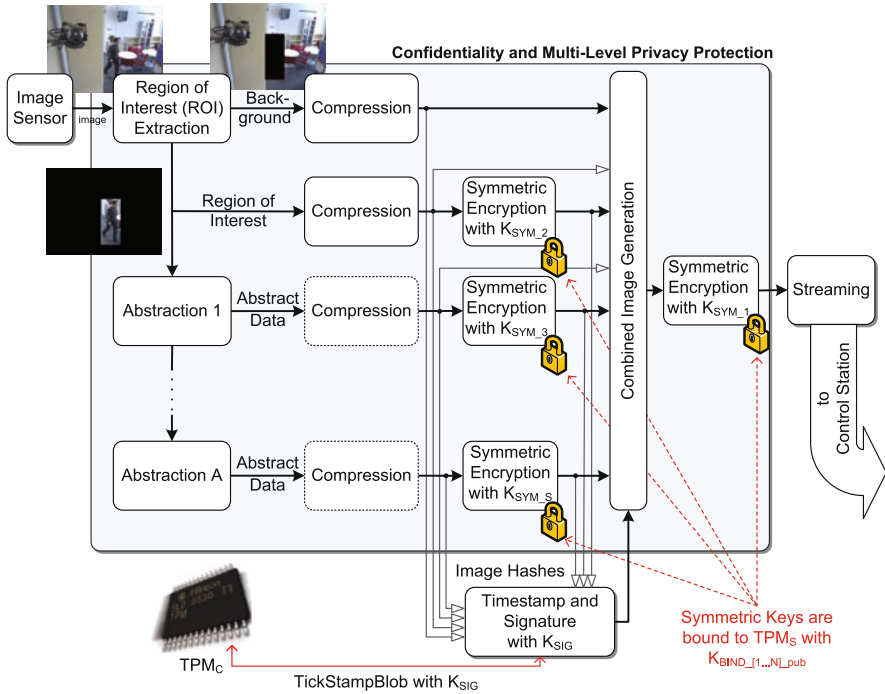 Confidentiality and Multi-Level Privacy Protection
Image
Sensor
image
Region of
Interest (ROI)
Extraction
Back-
ground
Compression
Region of
Interest
Compression
Symmetric
Encryption
with KSYM_2
Abstraction 1
Abstract
Data
Compression
Symmetric
Encryption
with KSYM_3
Abstraction A
Abstract
Data
Compression
Symmetric
Encryption
with KSYM_S
Combined Image Generation
Symmetric
Encryption
with KSYM_1
Streaming
to
Control Station
Image Hashes
Timestamp and
Signature
with KSIG
Symmetric Keys are
bound to TPMS with
KBIND_[1...N]_pub
TPMC
TickStampBlob with KSIG